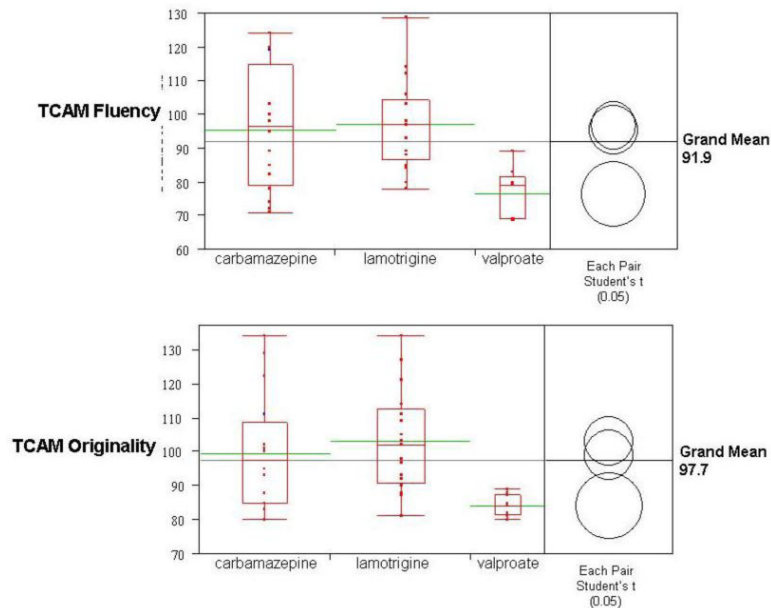 130
120
110
TCAM Fluency
100
90
80
70
60
Grand Mean
91.9
carbamazepine
lamotrigine
valproate
Each Pair
Student's t
(0.05)
130
120
110
TCAM Originality
100
90
80
70
Grand Mean
97.7
carbamazepine
lamotrigine
valproate
Each Pair
Student's t
(0.05)